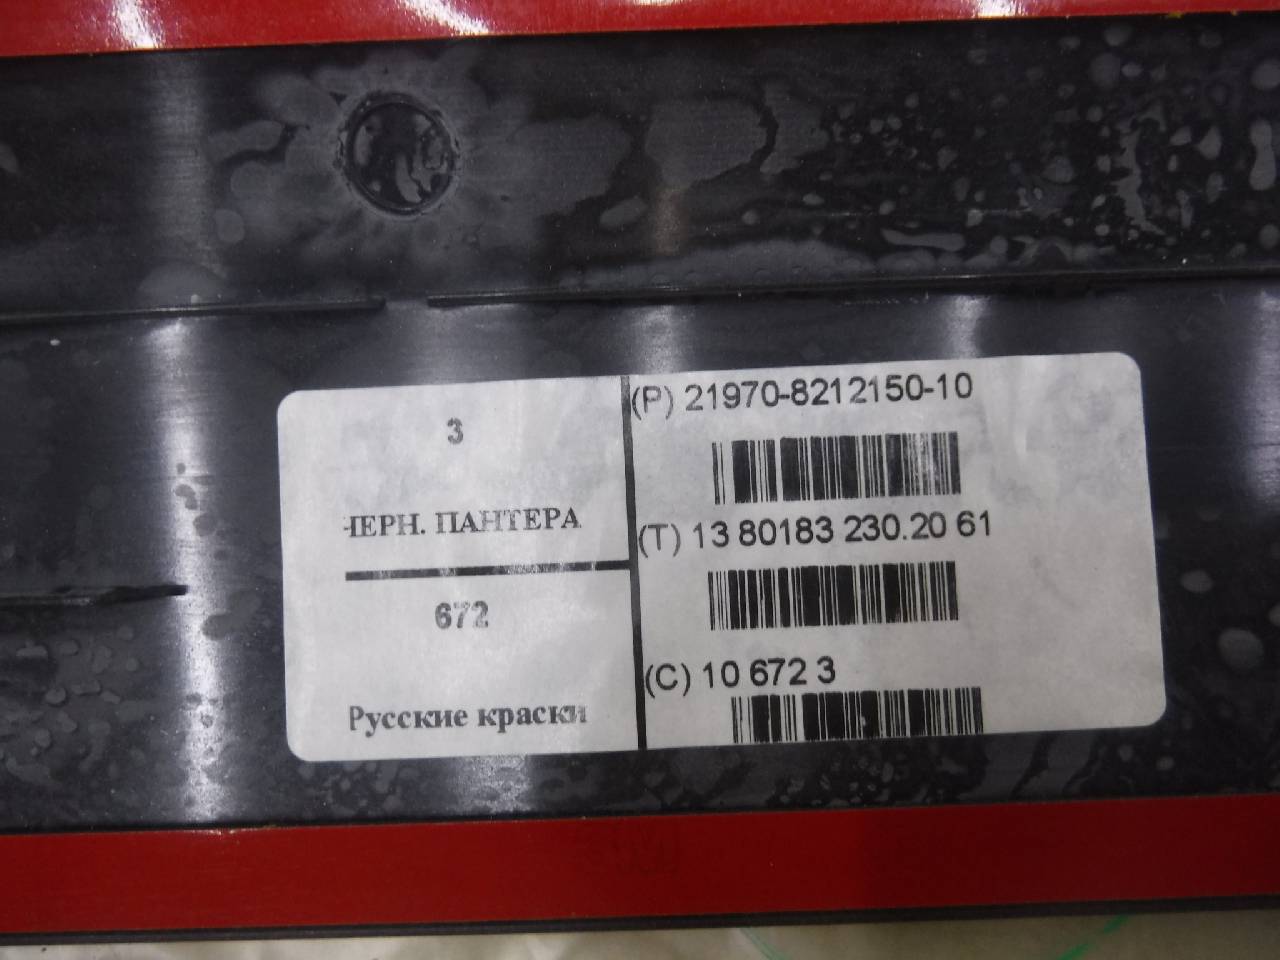 3
ЧЕРН. ПАНТЕРА
672
Русские краски
(P) 21970-8212150-10
(T) 13 80183 230.20 61
(C) 10 672 3